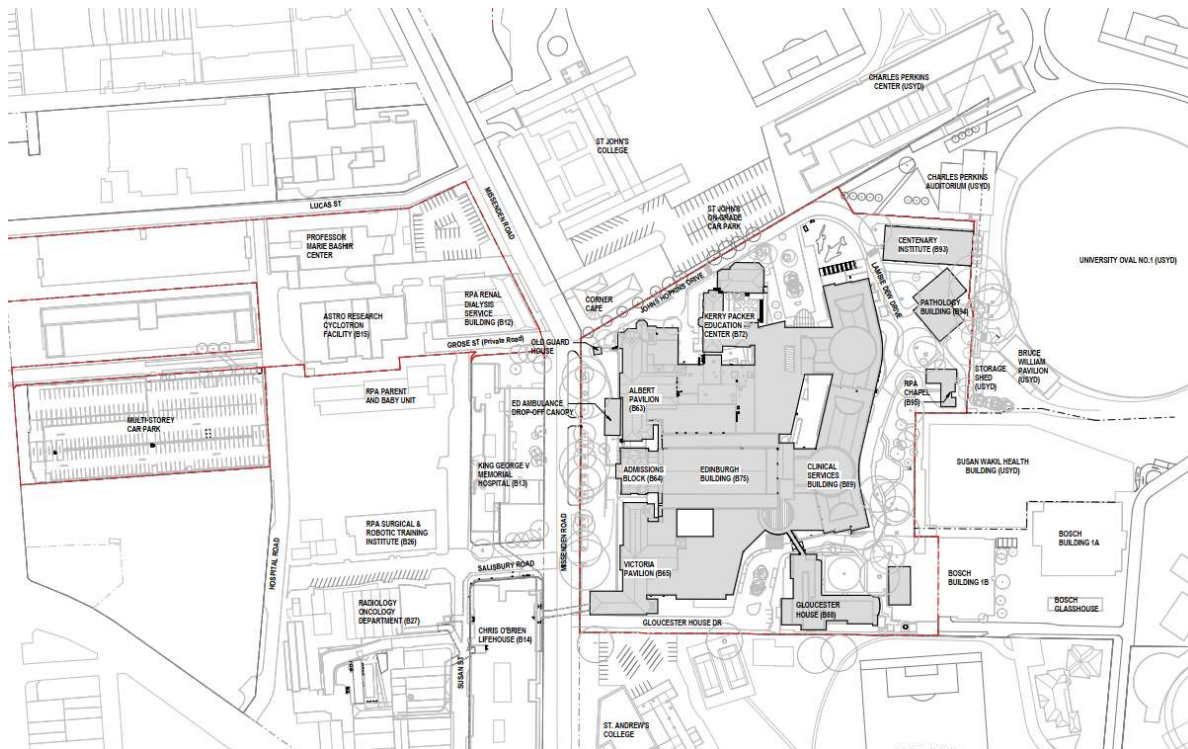 CHARLES PERKINS
CENTER (USYD)
ST JOHN'S
COLLEGE
CHARLES PERKINS
AUDITORIUM (USYD)
LUCAS ST
MISSENDEN ROAD
ST JOHN'S
ON-GRADE
CAR PARK
PROFESSOR
MARIE BASHIR
CENTER
CENTENARY
INSTITUTE (B93)
UNIVERSITY OVAL NO.1 (USYD)
LAMBIE DEW DRIVE
JOHN'S HOPKINS DRIVE
CORNER
CAFE
RPA RENAL
DIALYSIS
SERVICE
BUILDING (B12)
ASTRO RESEARCH
CYCLOTRON
FACILITY (B15)
KERRY PACKER
EDUCATION
CENTER (B72)
PATHOLOGY
BUILDING (B94)
GROSE ST (Private Road)
OLD GUARD
HOUSE
BRUCE
WILLIAM
PAVILION
(USYD)
STORAGE
SHED
(USYD)
RPA PARENT
AND BABY UNIT
ALBERT
PAVILION
(B63)
RPA
CHAPEL
(B95)
ED AMBULANCE
DROP-OFF CANOPY
MULTI-STOREY
CAR PARK
KING GEORGE V
MEMORIAL
HOSPITAL (B13)
ADMISSIONS
BLOCK (B64)
EDINBURGH
BUILDING (B75)
CLINICAL
SERVICES
BUILDING (B89)
SUSAN WAKIL HEALTH
BUILDING (USYD)
RPA SURGICAL &
ROBOTIC TRAINING
INSTITUTE (B26)
MISSENDEN ROAD
HOSPITAL ROAD
BOSCH
BUILDING 1A
SALISBURY ROAD
VICTORIA
PAVILION (B65)
BOSCH
BUILDING 1B
RADIOLOGY
ONCOLOGY
DEPARTMENT (B27)
GLOUCESTER
HOUSE (B88)
BOSCH
GLASSHOUSE
GLOUCESTER HOUSE DR
CHRIS O'BRIEN
LIFEHOUSE (B14)
SUSAN ST
ST. ANDREW'S
COLLEGE